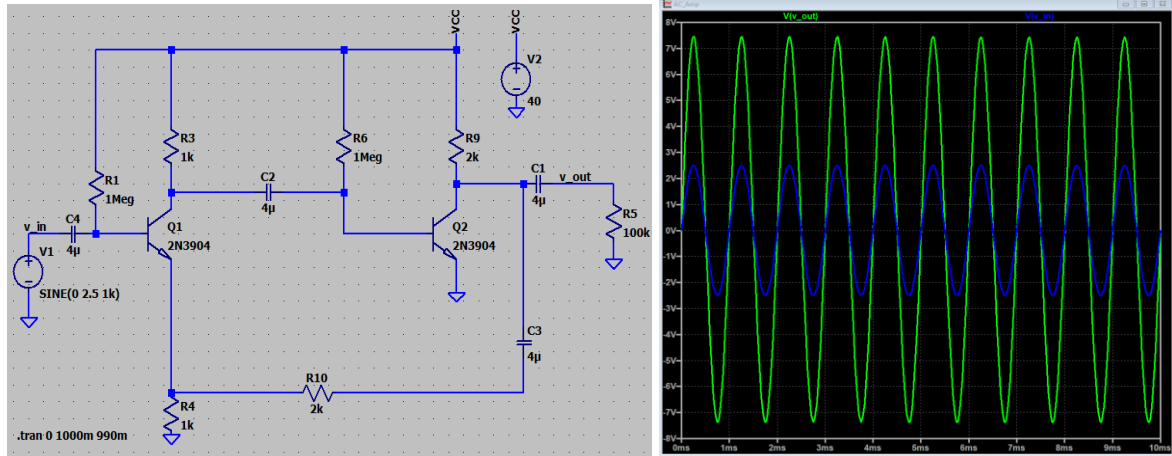 VCC
VCC
V2
40
R3
1k
R6
1Meg
R9
2k
R1
1Meg
C2
4µ
C1
4µ
v_out
C4
v_in
4µ
V1
Q1
2N3904
Q2
2N3904
R5
100k
SINE(0 2.5 1k)
C3
4µ
R10
2k
R4
1k
.tran 0 1000m 990m
V(v_out)
V(v_in)
8V
7V
6V
5V
4V
3V
2V
1V
0V
-1V
-2V
-3V
-4V
-5V
-6V
-7V
-8V
0ms 1ms 2ms 3ms 4ms 5ms 6ms 7ms 8ms 9ms 10ms